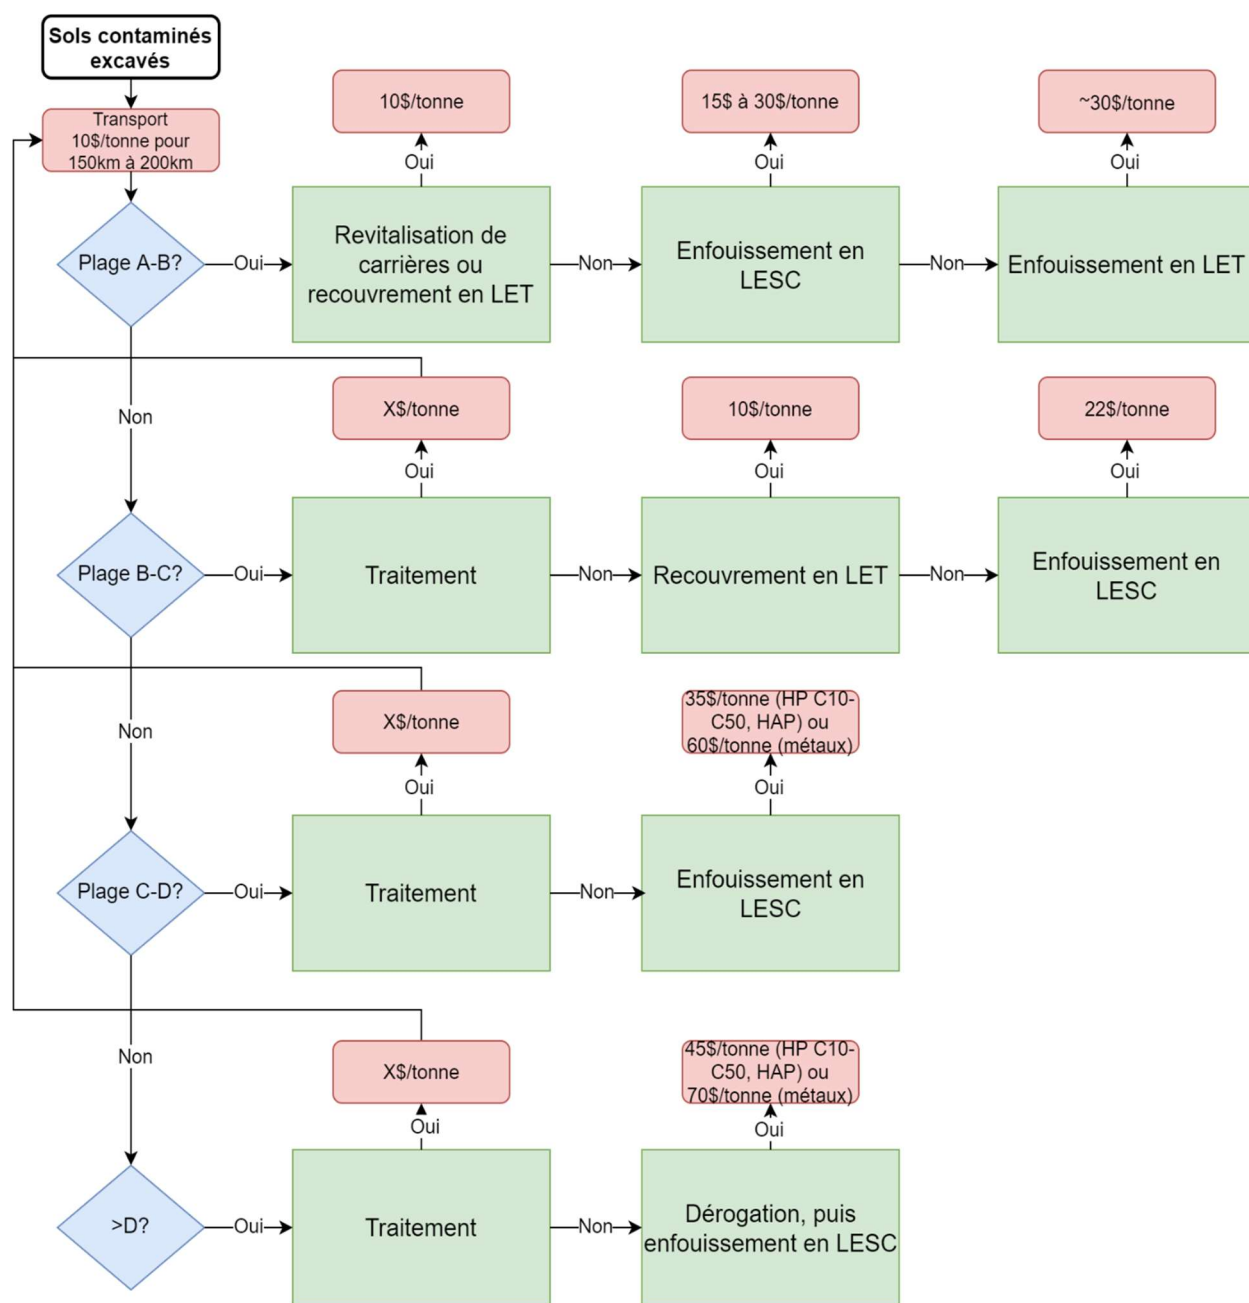 Sols contaminés
excavés
Transport
10$/tonne pour
150km à 200km
10$/tonne
15$ à 30$/tonne
~30$/tonne
Oui
Oui
Oui
Plage A-B?
Oui
Revitalisation de
carrières ou
recouvrement en LET
Non
Enfouissement en
LESC
Non
Enfouissement en LET
Non
X$/tonne
10$/tonne
22$/tonne
Oui
Oui
Oui
Plage B-C?
Oui
Traitement
Non
Recouvrement en LET
Non
Enfouissement en
LESC
Non
X$/tonne
35$/tonne (HP C10-
C50, HAP) ou
60$/tonne (métaux)
Oui
Oui
Plage C-D?
Oui
Traitement
Non
Enfouissement en
LESC
Non
X$/tonne
45$/tonne (HP C10-
C50, HAP) ou
70$/tonne (métaux)
Oui
Oui
>D?
Oui
Traitement
Non
Dérogation, puis
enfouissement en LESC